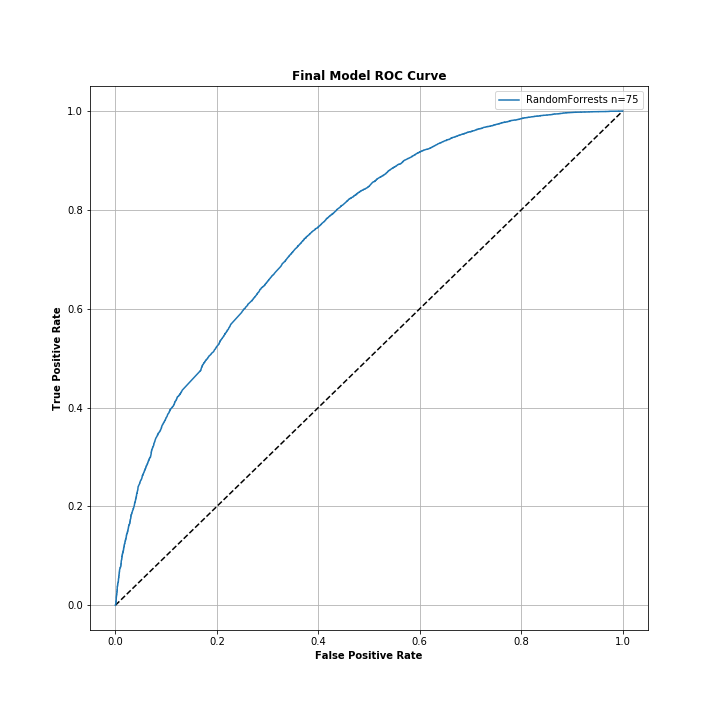 Final Model ROC Curve
RandomForrests n=75
True Positive Rate
1.0
0.8
0.6
0.4
0.2
0.0
0.0 0.2 0.4 0.6 0.8 1.0
False Positive Rate